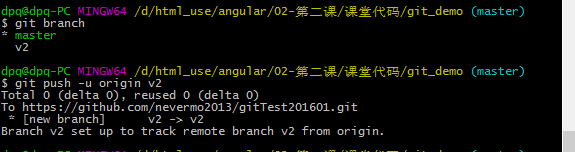 dpq@dpq-PC MINGW64 /d/html_use/angular/02-第二课/课堂代码/git_demo (master)
$ git branch
* master
  v2
dpq@dpq-PC MINGW64 /d/html_use/angular/02-第二课/课堂代码/git_demo (master)
$ git push -u origin v2
Total 0 (delta 0), reused 0 (delta 0)
To https://github.com/nevermo2013/gitTest201601.git
 * [new branch]      v2 -> v2
Branch v2 set up to track remote branch v2 from origin.